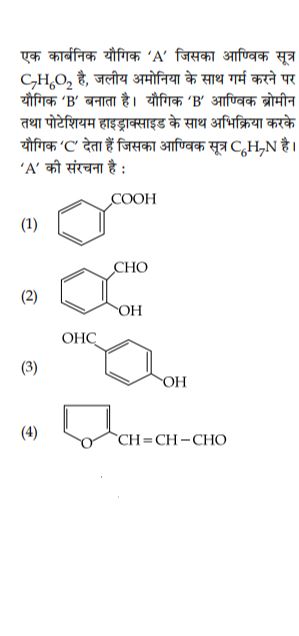 एक कार्बनिक यौगिक ‘A’ जिसका आण्विक सूत्र
C₇H₆O₂ है, जलीय अमोनिया के साथ गर्म करने पर
यौगिक ‘B’ बनाता है। यौगिक ‘B’ आण्विक ब्रोमीन
तथा पोटेशियम हाइड्राक्साइड के साथ अभिक्रिया करके
यौगिक ‘C’ देता हैं जिसका आण्विक सूत्र C₆H₇N है।
‘A’ की संरचना है :
COOH
(1)
CHO
(2)
OH
OHC
(3)
OH
(4)
O
CH=CH–CHO